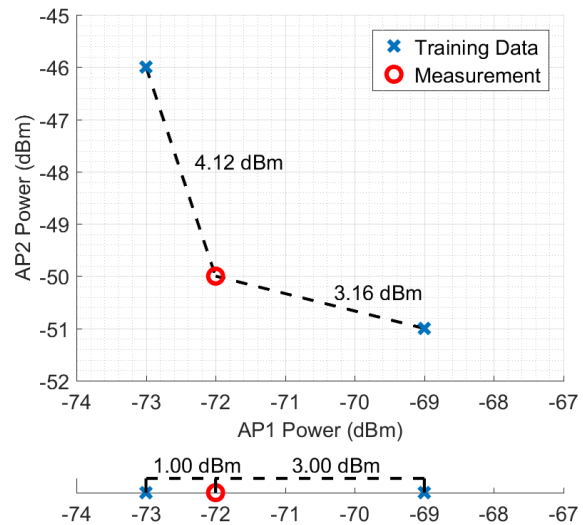 -46
-47
-48
-49
-50
-51
-52
AP2 Power (dBm)
Training Data
Measurement
4.12 dBm
3.16 dBm
-74 -73 -72 -71 -70 -69 -68 -67
AP1 Power (dBm)
1.00 dBm 3.00 dBm
-74 -73 -72 -71 -70 -69 -68 -67